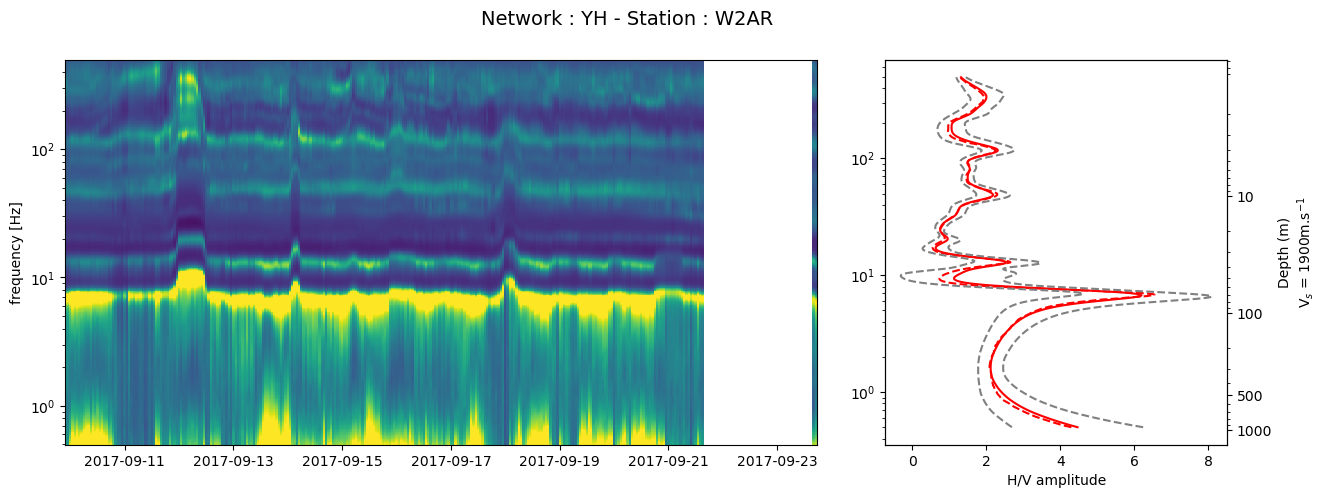 Network : YH - Station : W2AR
frequency [Hz]
10²
10¹
10⁰
2017-09-11 2017-09-13 2017-09-15 2017-09-17 2017-09-19 2017-09-21 2017-09-23
10²
10¹
10⁰
0 2 4 6 8
H/V amplitude
10
100
500
1000
Depth (m)
Vₛ = 1900m.s⁻¹